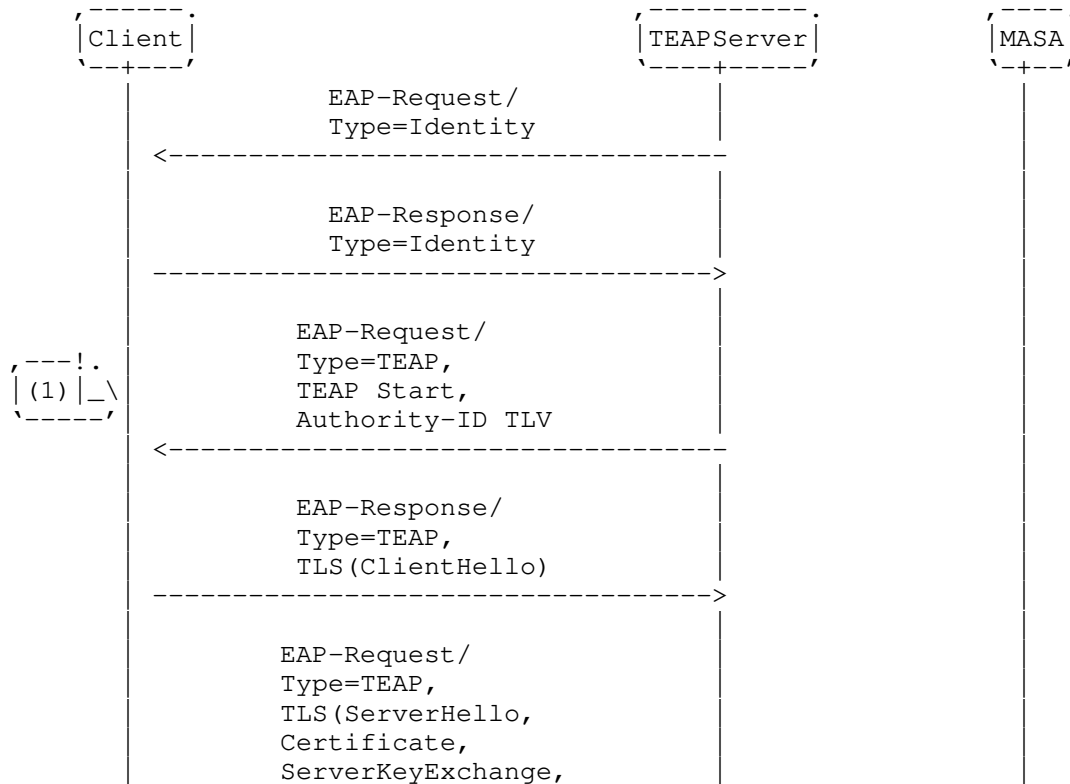 Client TEAPServer MASA
EAP-Request/
Type=Identity
EAP-Response/
Type=Identity
EAP-Request/
Type=TEAP,
(1) TEAP Start,
Authority-ID TLV
EAP-Response/
Type=TEAP,
TLS(ClientHello)
EAP-Request/
Type=TEAP,
TLS(ServerHello,
Certificate,
ServerKeyExchange,